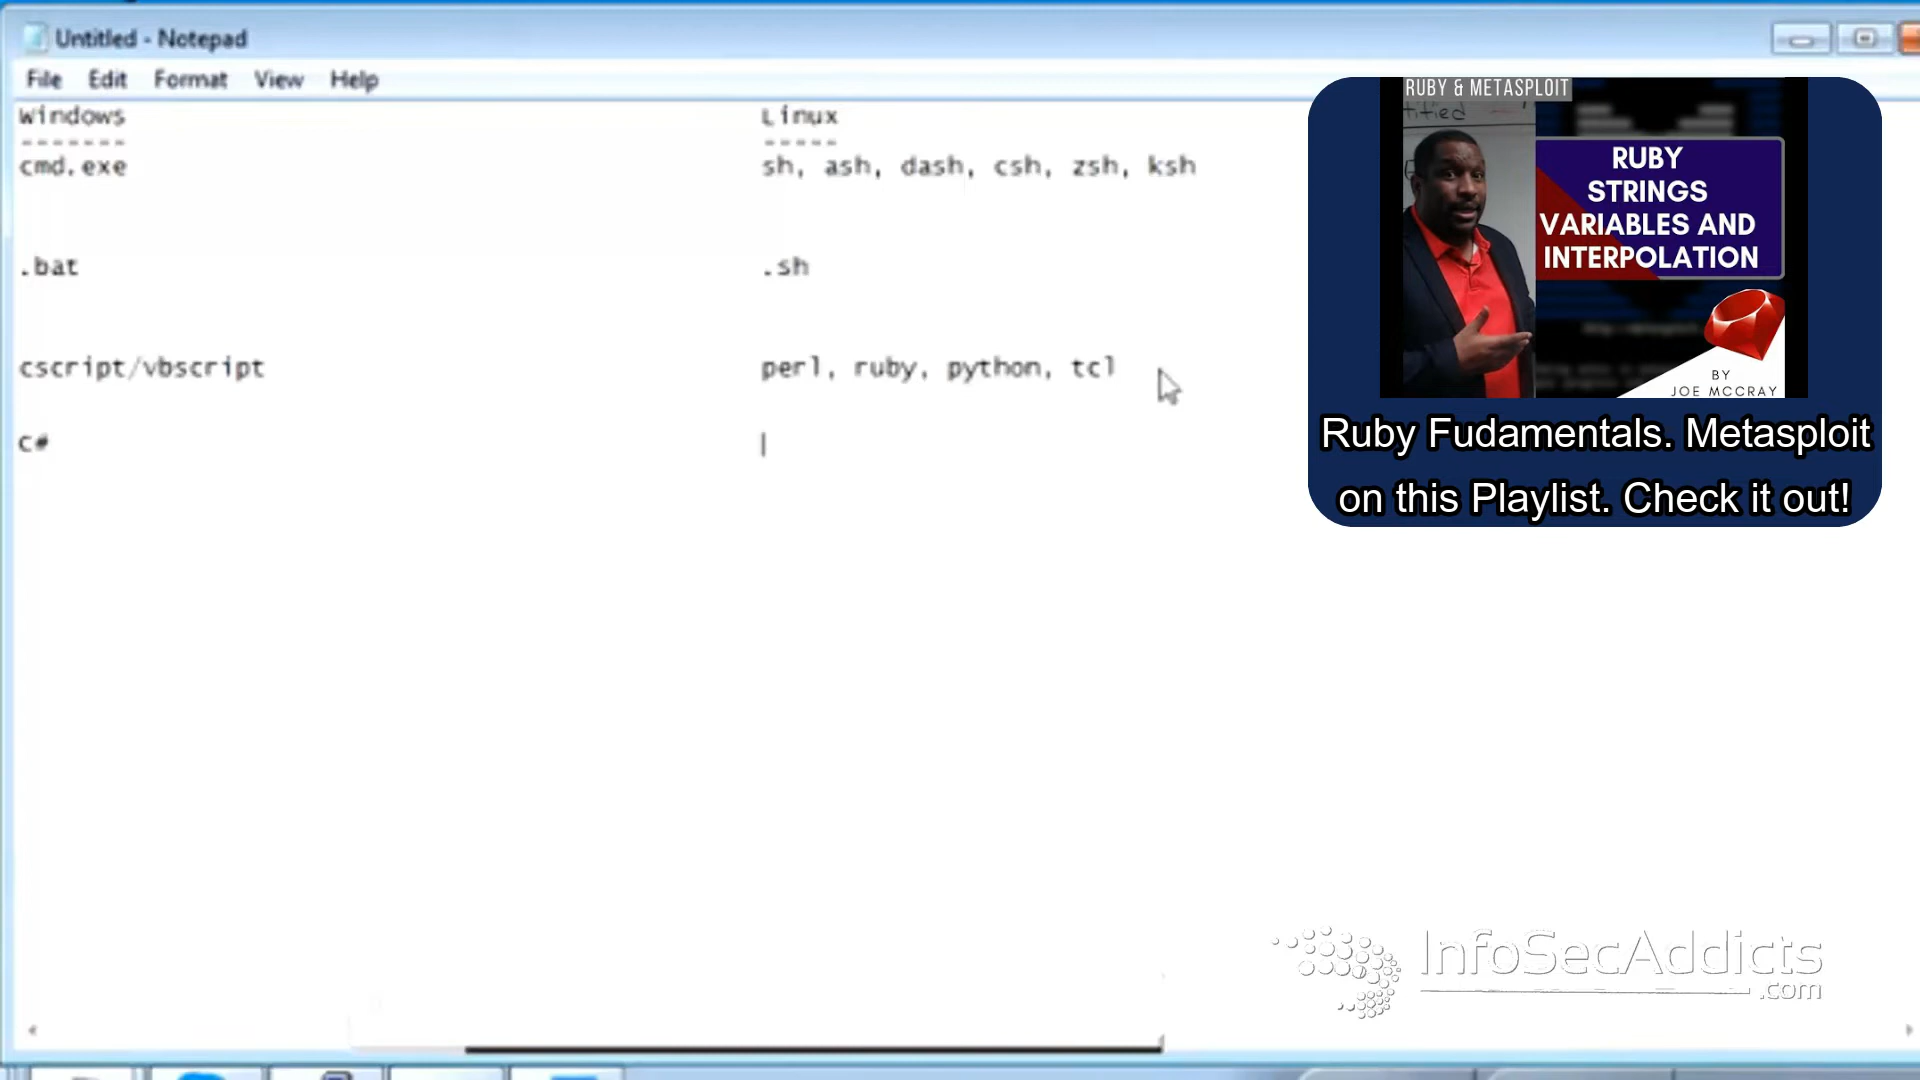 Untitled - Notepad
File Edit Format View Help
Windows Linux
------- -----
cmd.exe sh, ash, dash, csh, zsh, ksh
.bat .sh
cscript/vbscript perl, ruby, python, tcl
c#
RUBY & METASPLOIT
RUBY
STRINGS
VARIABLES AND
INTERPOLATION
BY
JOE MCCRAY
Ruby Fudamentals. Metasploit
on this Playlist. Check it out!
InfoSecAddicts
.com